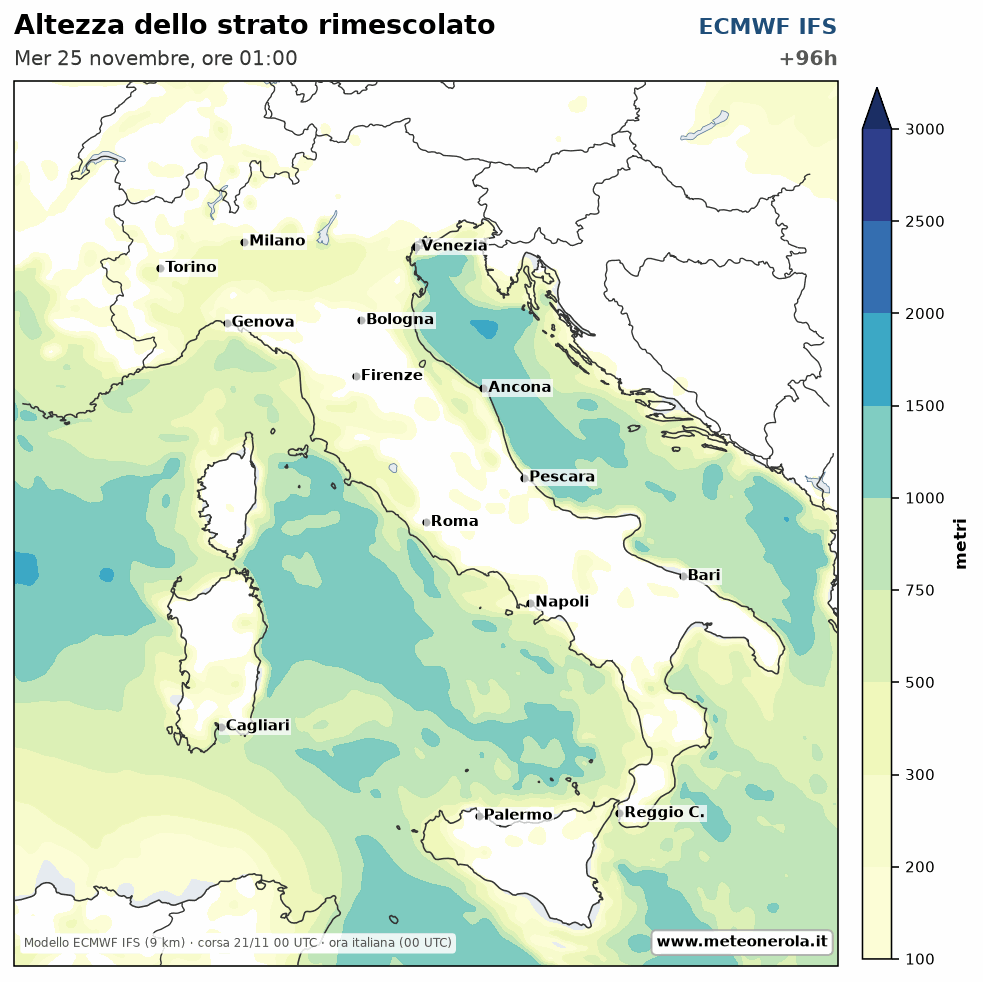 Altezza dello strato rimescolato
ECMWF IFS
Mer 25 novembre, ore 01:00
+96h
3000
2500
2000
1500
1000
750
500
300
200
100
metri
Milano
Venezia
Torino
Genova
Bologna
Firenze
Ancona
Pescara
Roma
Bari
Napoli
Cagliari
Palermo
Reggio C.
Modello ECMWF IFS (9 km) · corsa 21/11 00 UTC · ora italiana (00 UTC)
www.meteonerola.it